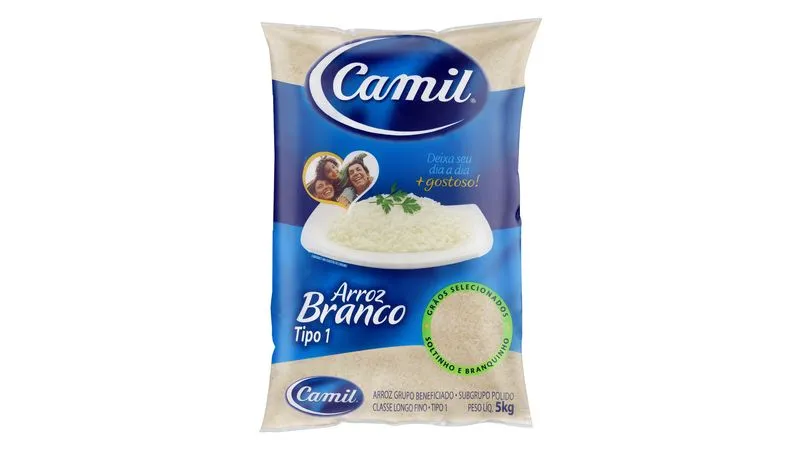 Camil
Deixa seu
dia a dia
+ gostoso!
Arroz
Branco
Tipo 1
GRÃOS SELECIONADOS
SOLTINHO E BRANQUINHO
Camil
ARROZ GRUPO BENEFICIADO • SUBGRUPO POLIDO
CLASSE LONGO FINO • TIPO 1
PESO LÍQ. 5kg